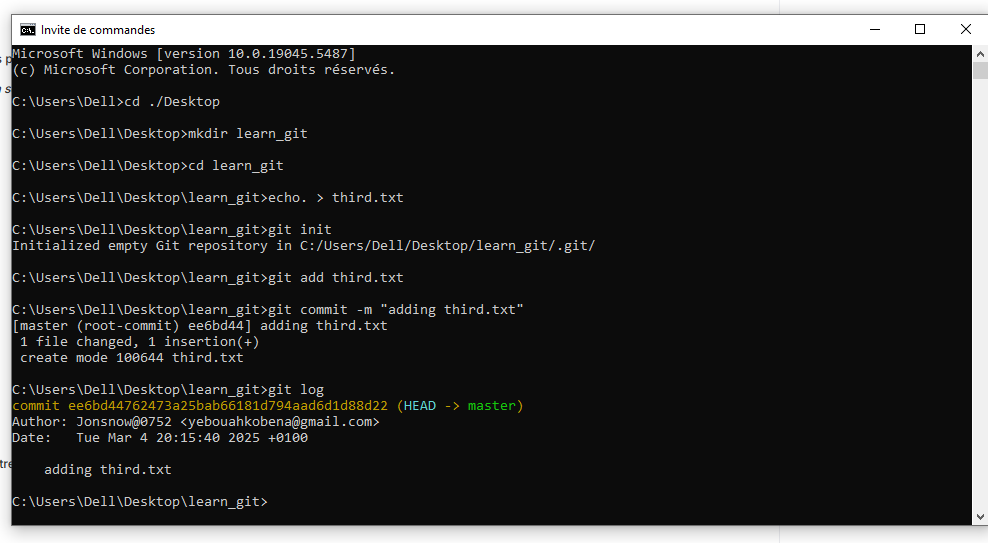 Invite de commandes
Microsoft Windows [version 10.0.19045.5487]
(c) Microsoft Corporation. Tous droits réservés.
C:\Users\Dell>cd ./Desktop
C:\Users\Dell\Desktop>mkdir learn_git
C:\Users\Dell\Desktop>cd learn_git
C:\Users\Dell\Desktop\learn_git>echo. > third.txt
C:\Users\Dell\Desktop\learn_git>git init
Initialized empty Git repository in C:/Users/Dell/Desktop/learn_git/.git/
C:\Users\Dell\Desktop\learn_git>git add third.txt
C:\Users\Dell\Desktop\learn_git>git commit -m "adding third.txt"
[master (root-commit) ee6bd44] adding third.txt
 1 file changed, 1 insertion(+)
 create mode 100644 third.txt
C:\Users\Dell\Desktop\learn_git>git log
commit ee6bd44762473a25bab66181d794aad6d1d88d22 (HEAD -> master)
Author: Jonsnow@0752 <yebouahkobena@gmail.com>
Date:   Tue Mar 4 20:15:40 2025 +0100
    adding third.txt
C:\Users\Dell\Desktop\learn_git>